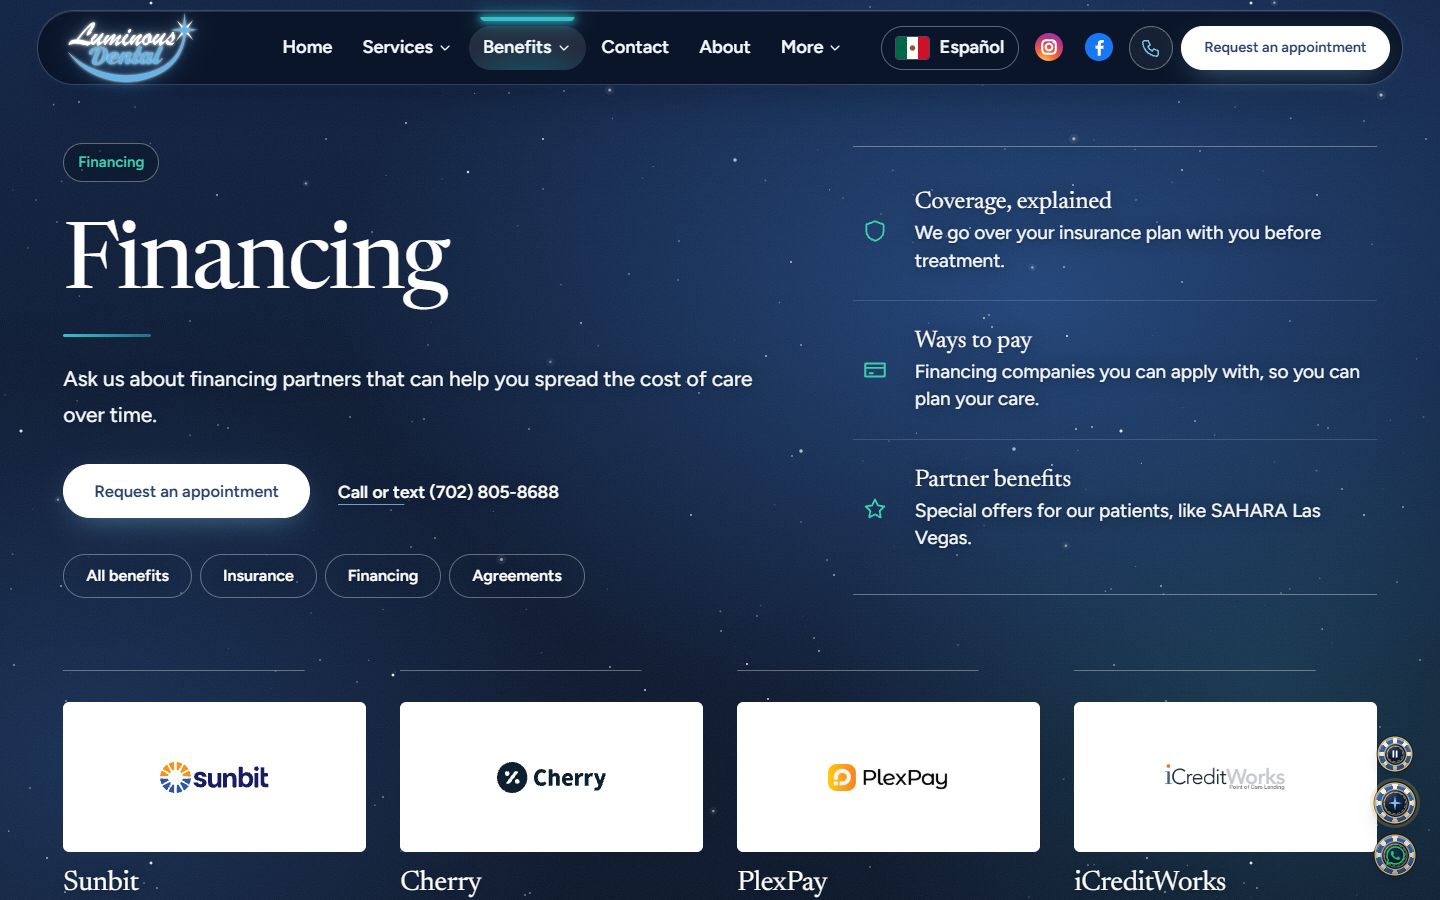 Luminous
Dental
Home
Services
Benefits
Contact
About
More
Español
Request an appointment
Financing
Financing
Ask us about financing partners that can help you spread the cost of care
over time.
Request an appointment
Call or text (702) 805-8688
All benefits
Insurance
Financing
Agreements
Coverage, explained
We go over your insurance plan with you before
treatment.
Ways to pay
Financing companies you can apply with, so you can
plan your care.
Partner benefits
Special offers for our patients, like SAHARA Las
Vegas.
sunbit
Cherry
PlexPay
iCreditWorks
Point of Care Lending
Sunbit
Cherry
PlexPay
iCreditWorks